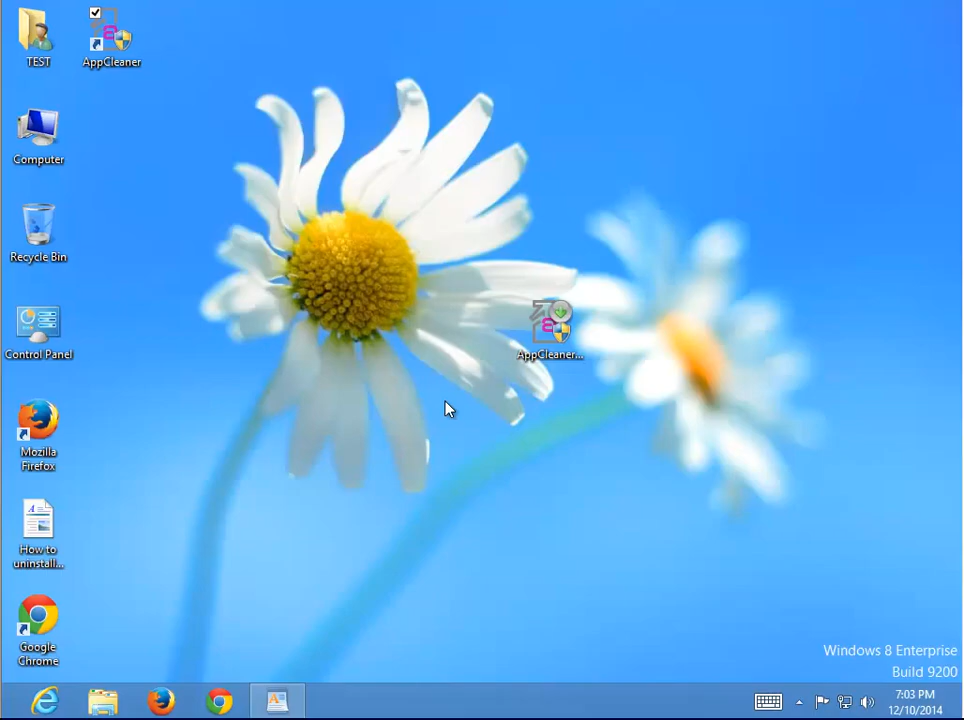 TEST
AppCleaner
Computer
Recycle Bin
Control Panel
AppCleaner...
Mozilla
Firefox
How to
uninstall...
Google
Chrome
Windows 8 Enterprise
Build 9200
7:03 PM
12/10/2014